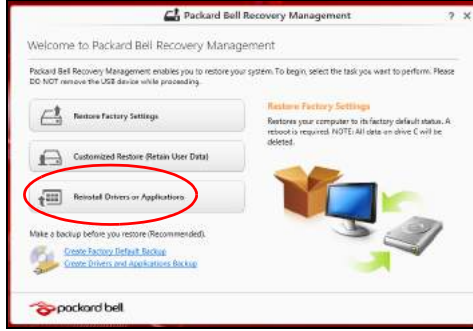 Packard Bell Recovery Management
? X
Welcome to Packard Bell Recovery Management
Packard Bell Recovery Management enables you to restore your system. To begin, select the task you want to perform. Please
DO NOT remove the USB device while proceeding.
Restore Factory Settings
Restore Factory Settings
Restores your computer to its factory default status. A
reboot is required. NOTE: All data on drive C will be
deleted.
Customized Restore (Retain User Data)
Reinstall Drivers or Applications
Make a backup before you restore (Recommended).
Create Factory Default Backup
Create Drivers and Applications Backup
packard bell